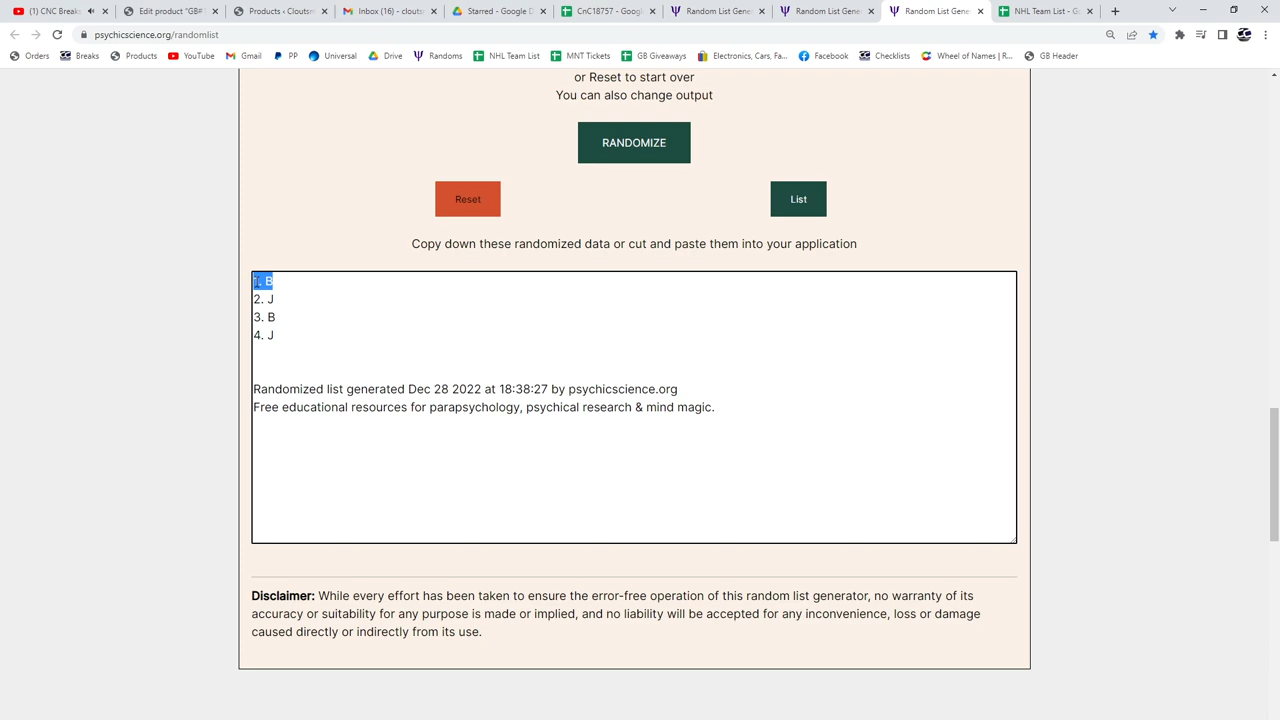 (1) CNC Break
Edit product "GB#
Products ‹ Clouts
Inbox (16) - clouts
Starred - Google D
CnC18757 - Goog
Random List Gene
Random List Gene
Random List Gene
NHL Team List - G
psychicscience.org/randomlist
Orders
Breaks
YouTube
Gmail
PP
Universal
Drive
Randoms
NHL Team List
MNT Tickets
GB Giveaways
Electronics, Cars, Fa...
Facebook
Checklists
Wheel of Names | R...
GB Header
or Reset to start over
You can also change output
RANDOMIZE
Reset
List
Copy down these randomized data or cut and paste them into your application
1. B
2. J
3. B
4. J
Randomized list generated Dec 28 2022 at 18:38:27 by psychicscience.org
Free educational resources for parapsychology, psychical research & mind magic.
Disclaimer: While every effort has been taken to ensure the error-free operation of this random list generator, no warranty of its
accuracy or suitability for any purpose is made or implied, and no liability will be accepted for any inconvenience, loss or damage
caused directly or indirectly from its use.